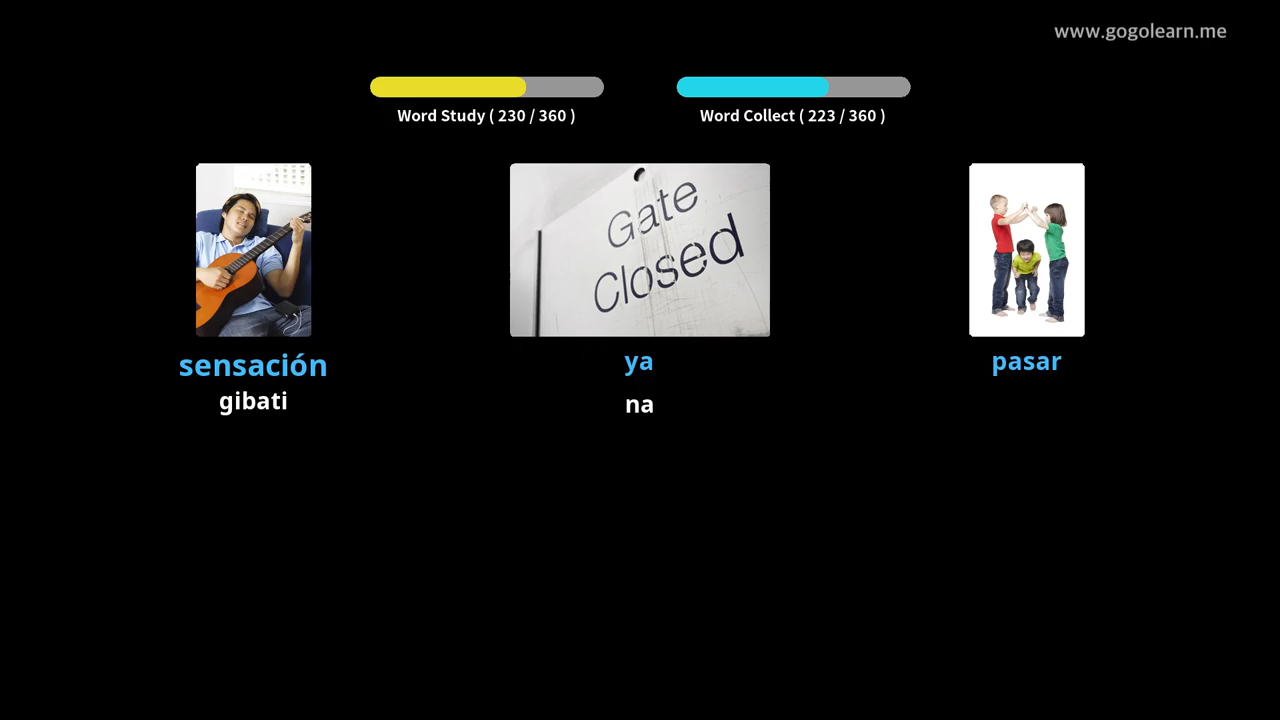 www.gogolearn.me
Word Study ( 230 / 360 )
Word Collect ( 223 / 360 )
Gate
Closed
sensación
ya
pasar
gibati
na